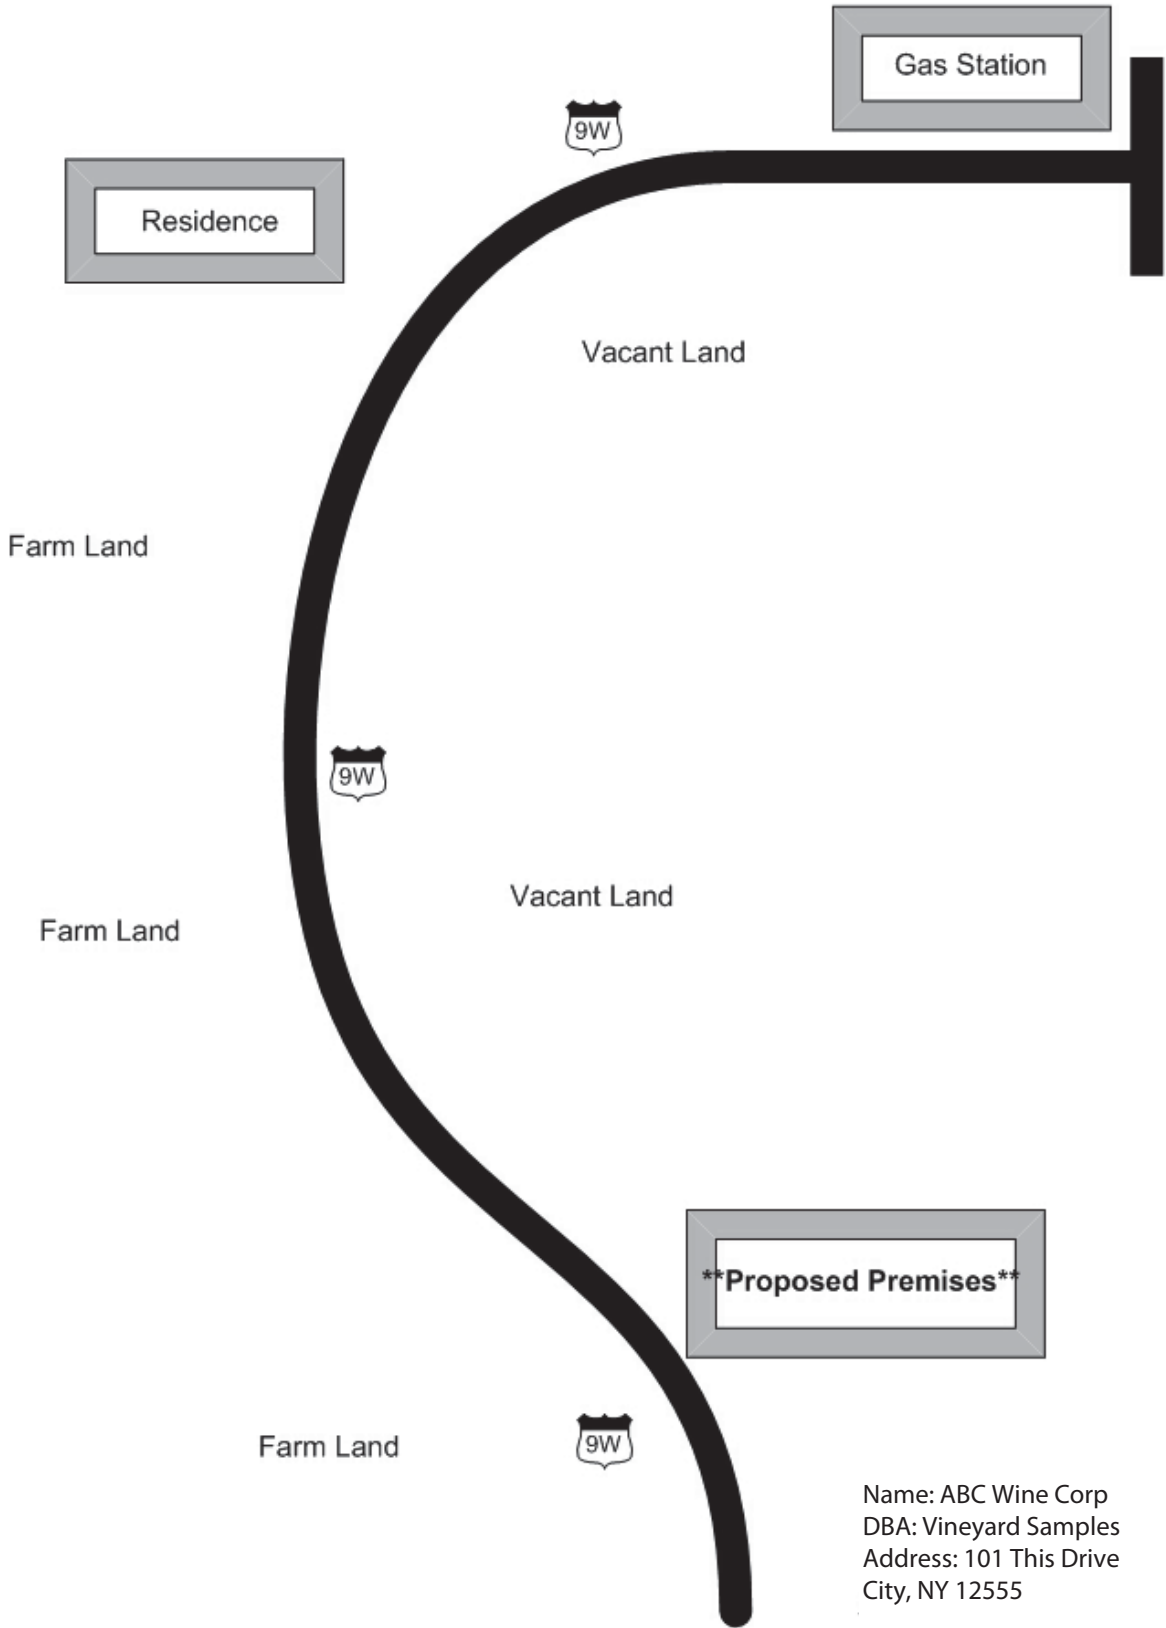 Gas Station
9W
Residence
Vacant Land
Farm Land
9W
Vacant Land
Farm Land
**Proposed Premises**
9W
Farm Land
Name: ABC Wine Corp
DBA: Vineyard Samples
Address: 101 This Drive
City, NY 12555